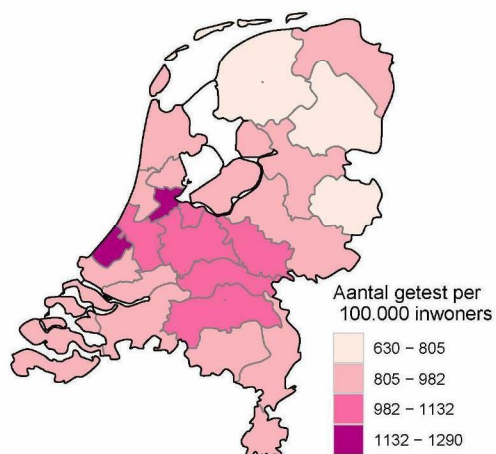 Aantal getest per
100.000 inwoners
630 – 805
805 – 982
982 – 1132
1132 – 1290